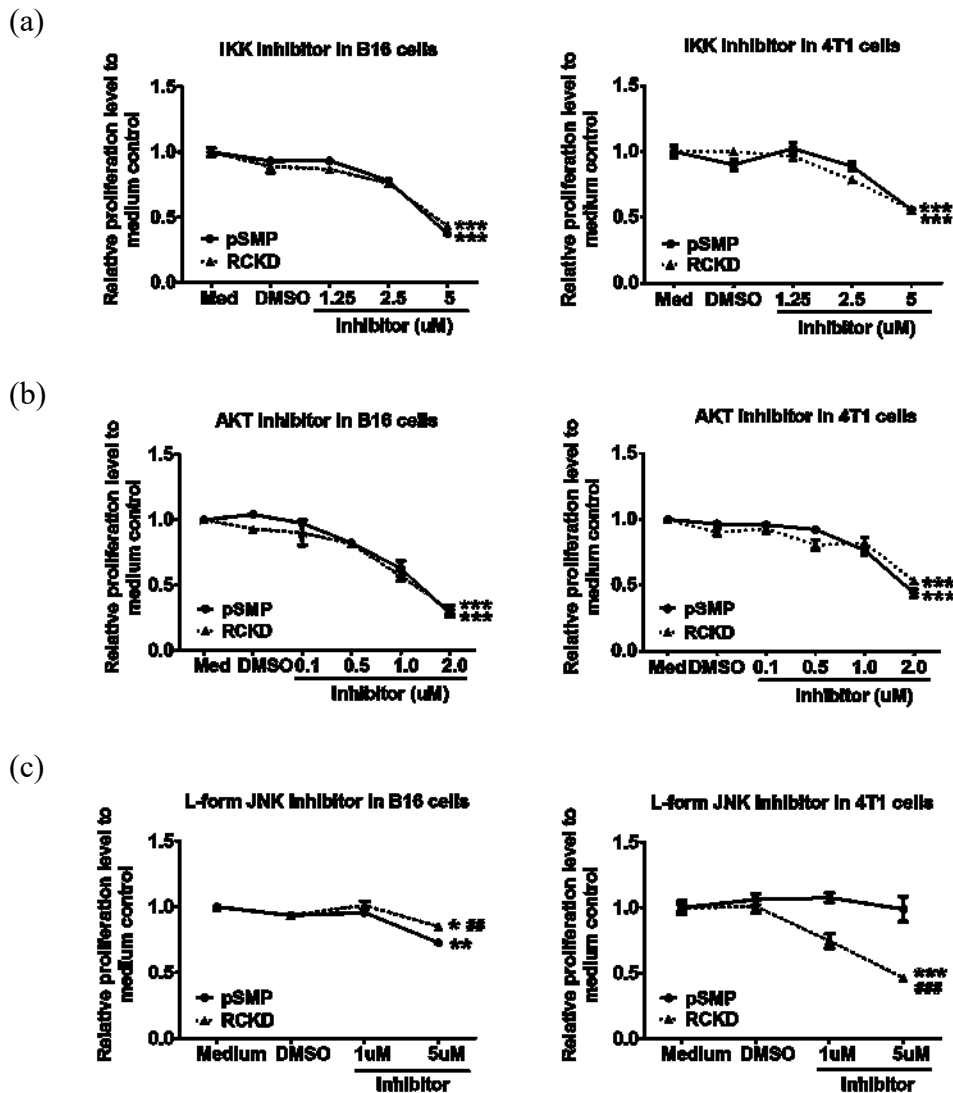 (a)
IKK inhibitor in B16 cells
Relative proliferation level to
medium control
1.5
1.0
0.5
0.0
pSMP
RCKD
***
***
Med DMSO 1.25 2.5 5
Inhibitor (uM)
IKK inhibitor in 4T1 cells
Relative proliferation level to
medium control
1.5
1.0
0.5
0.0
pSMP
RCKD
***
***
Med DMSO 1.25 2.5 5
Inhibitor (uM)
(b)
AKT inhibitor in B16 cells
Relative proliferation level to
medium control
1.5
1.0
0.5
0.0
pSMP
RCKD
***
***
Med DMSO 0.1 0.5 1.0 2.0
Inhibitor (uM)
AKT inhibitor in 4T1 cells
Relative proliferation level to
medium control
1.5
1.0
0.5
0.0
pSMP
RCKD
***
***
Med DMSO 0.1 0.5 1.0 2.0
Inhibitor (uM)
(c)
L-form JNK inhibitor in B16 cells
Relative proliferation level to
medium control
1.5
1.0
0.5
0.0
pSMP
RCKD
* ##
**
Medium DMSO 1uM 5uM
Inhibitor
L-form JNK inhibitor in 4T1 cells
Relative proliferation level to
medium control
1.5
1.0
0.5
0.0
pSMP
RCKD
***
###
Medium DMSO 1uM 5uM
Inhibitor